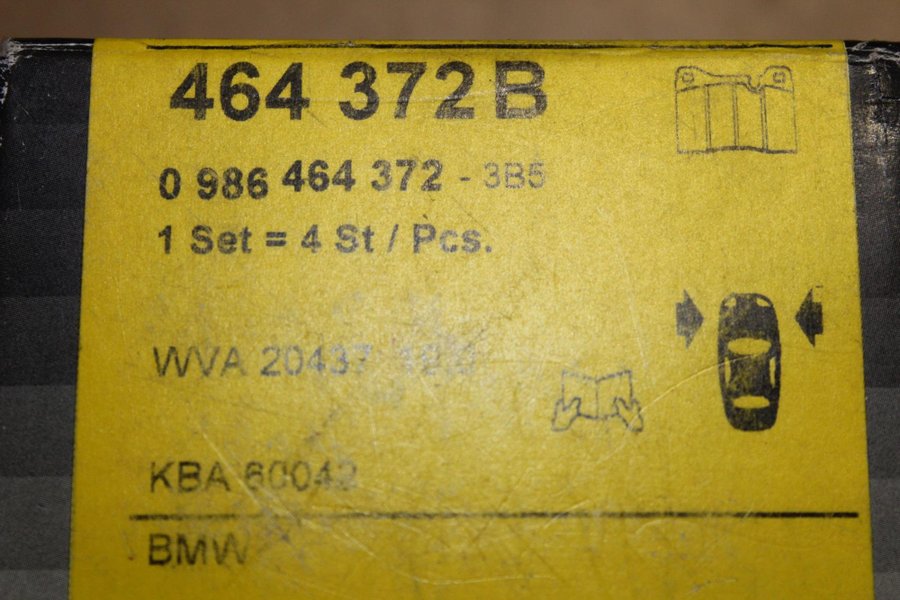 464 372 B
0 986 464 372 - 3B5
1 Set = 4 St / Pcs.
WVA 20437
KBA 60042
BMW